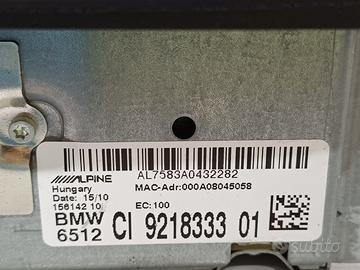 AL7583A0432282
ALPINE
Hungary
MAC-Adr:000A08045058
Date: 15/10
156142 10
EC:100
BMW
6512 CI 9218333 01
subito